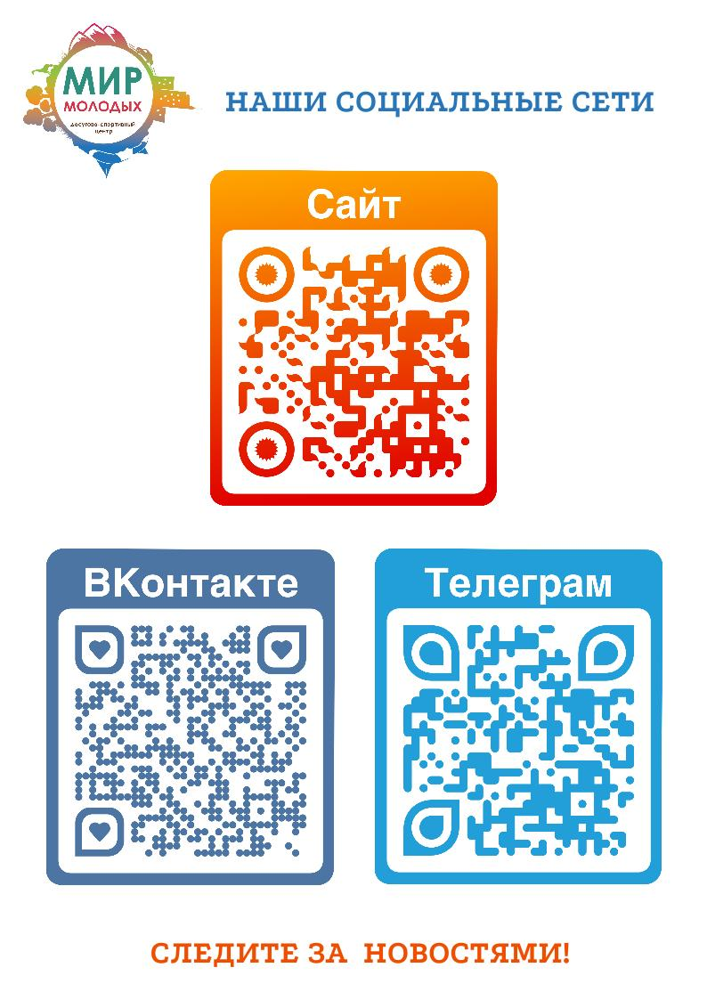 МИР
МОЛОДЫХ
досугово-спортивный
центр
НАШИ СОЦИАЛЬНЫЕ СЕТИ
Сайт
ВКонтакте
Телеграм
СЛЕДИТЕ ЗА НОВОСТЯМИ!